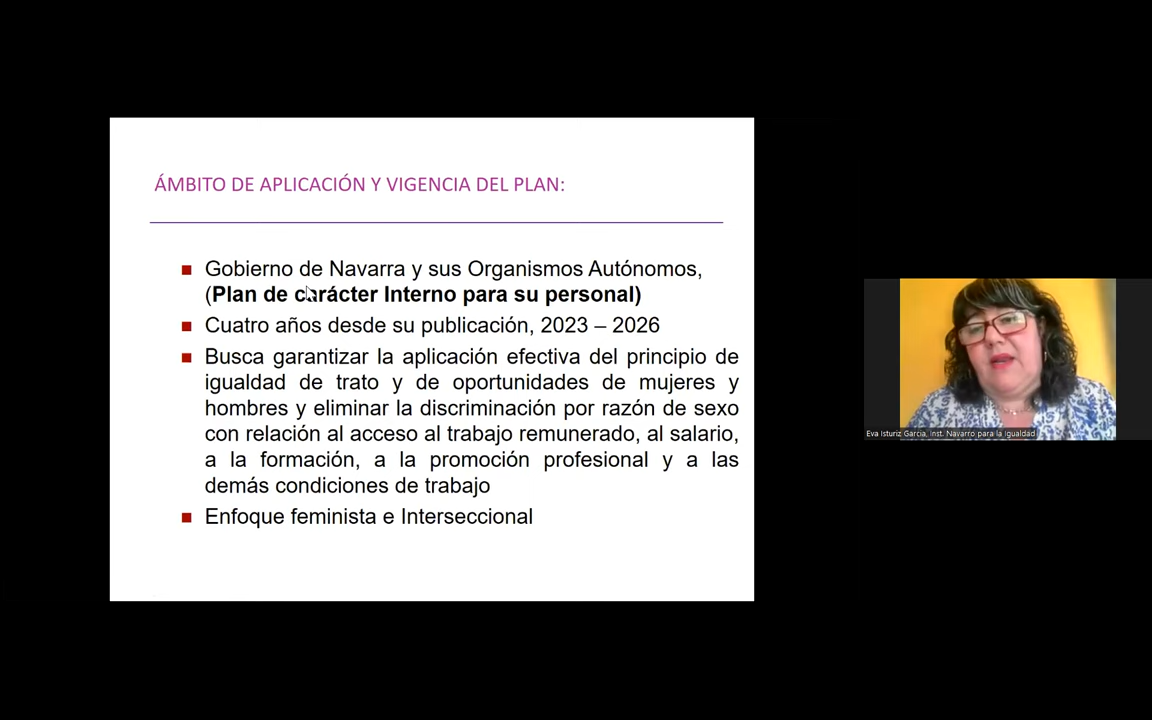 ÁMBITO DE APLICACIÓN Y VIGENCIA DEL PLAN:
Gobierno de Navarra y sus Organismos Autónomos,
(Plan de carácter Interno para su personal)
Cuatro años desde su publicación, 2023 – 2026
Busca garantizar la aplicación efectiva del principio de
igualdad de trato y de oportunidades de mujeres y
hombres y eliminar la discriminación por razón de sexo
con relación al acceso al trabajo remunerado, al salario,
a la formación, a la promoción profesional y a las
demás condiciones de trabajo
Enfoque feminista e Interseccional
Eva Isturiz Garcia, Inst. Navarro para la Igualdad